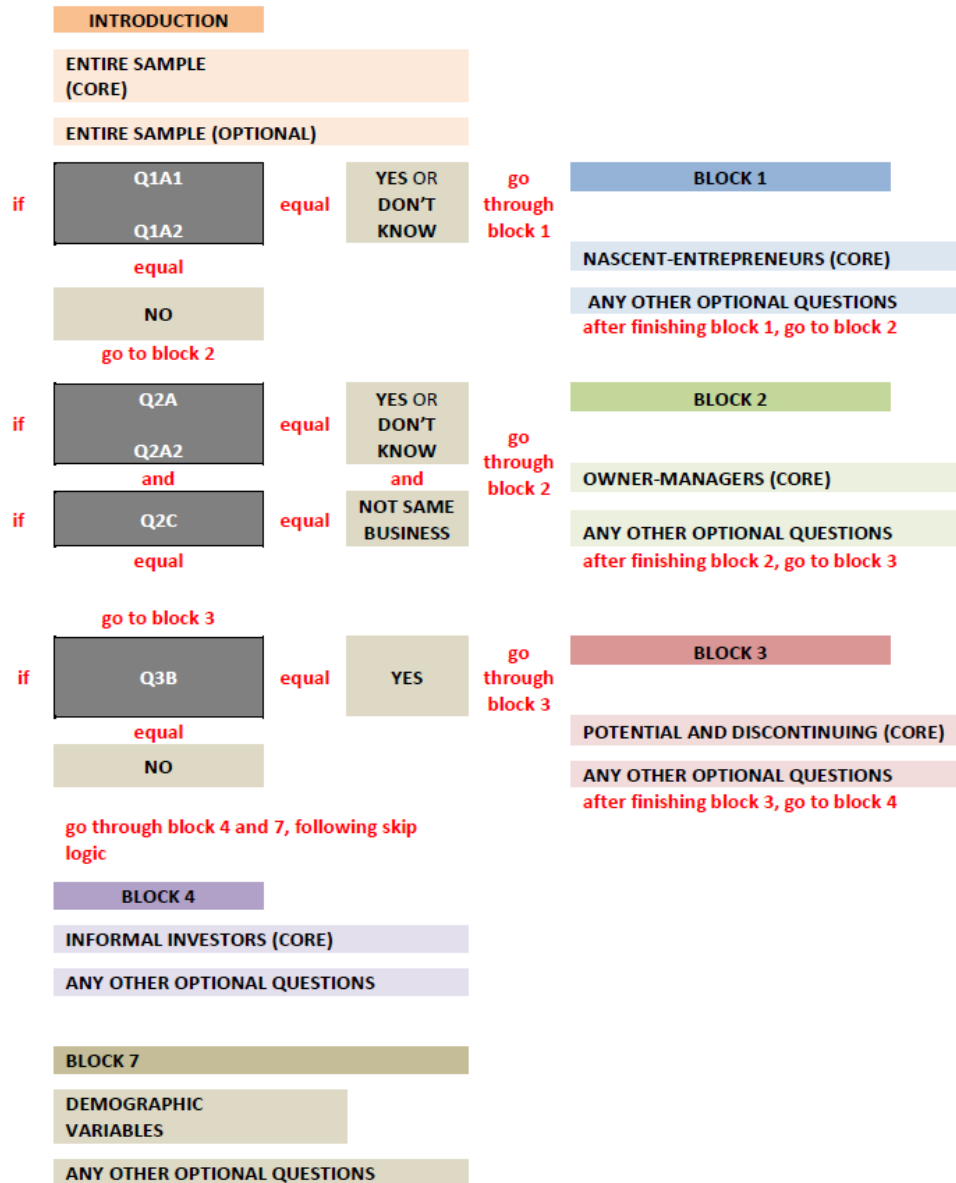 INTRODUCTION
ENTIRE SAMPLE
(CORE)
ENTIRE SAMPLE (OPTIONAL)
if
Q1A1
Q1A2
equal
YES OR
DON'T
KNOW
go
through
block 1
BLOCK 1
NASCENT-ENTREPRENEURS (CORE)
ANY OTHER OPTIONAL QUESTIONS
after finishing block 1, go to block 2
equal
NO
go to block 2
if
Q2A
Q2A2
equal
YES OR
DON'T
KNOW
and
and
if
Q2C
equal
NOT SAME
BUSINESS
go
through
block 2
BLOCK 2
OWNER-MANAGERS (CORE)
ANY OTHER OPTIONAL QUESTIONS
after finishing block 2, go to block 3
equal
go to block 3
if
Q3B
equal
YES
go
through
block 3
BLOCK 3
POTENTIAL AND DISCONTINUING (CORE)
ANY OTHER OPTIONAL QUESTIONS
after finishing block 3, go to block 4
equal
NO
go through block 4 and 7, following skip
logic
BLOCK 4
INFORMAL INVESTORS (CORE)
ANY OTHER OPTIONAL QUESTIONS
BLOCK 7
DEMOGRAPHIC
VARIABLES
ANY OTHER OPTIONAL QUESTIONS